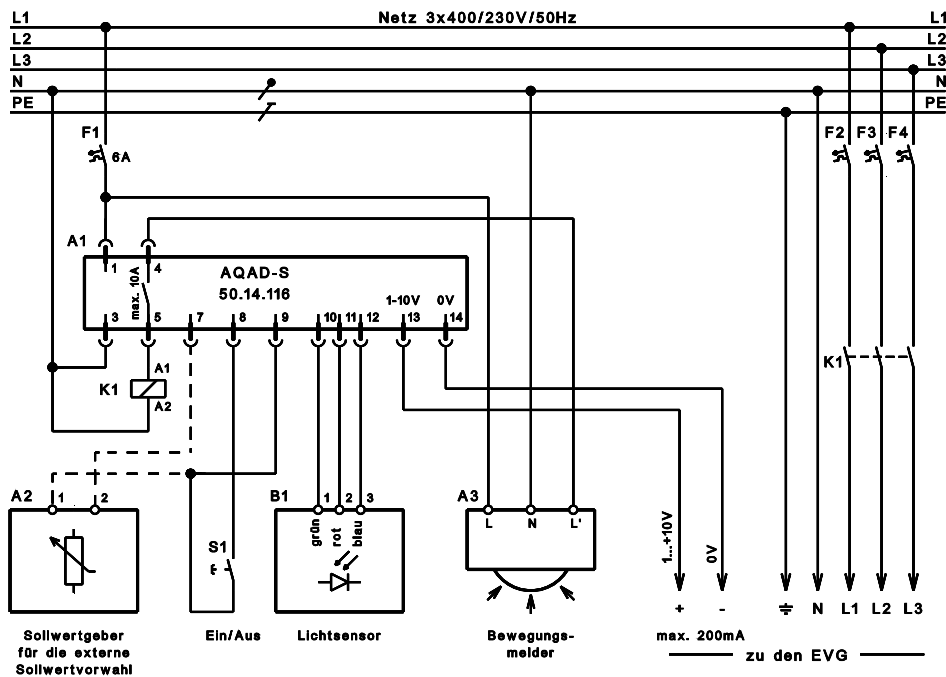 L1 Netz 3x400/230V/50Hz L1
L2 L2
L3 L3
N N
PE PE
F1 F2 F3 F4
6A
A1
1 4
AQAD-S
max. 10A
50.14.116
1-10V 0V
3 5 7 8 9 10 11 12 13 14
A1
K1
K1
A2
A2 1 2 B1 1 2 3 A3
L N L'
grün
rot
blau
S1
1...+10V
0V
+ - N L1 L2 L3
Sollwertgeber
für die externe
Sollwertvorwahl
Ein/Aus
Lichtsensor
Bewegungs-
melder
max. 200mA
zu den EVG